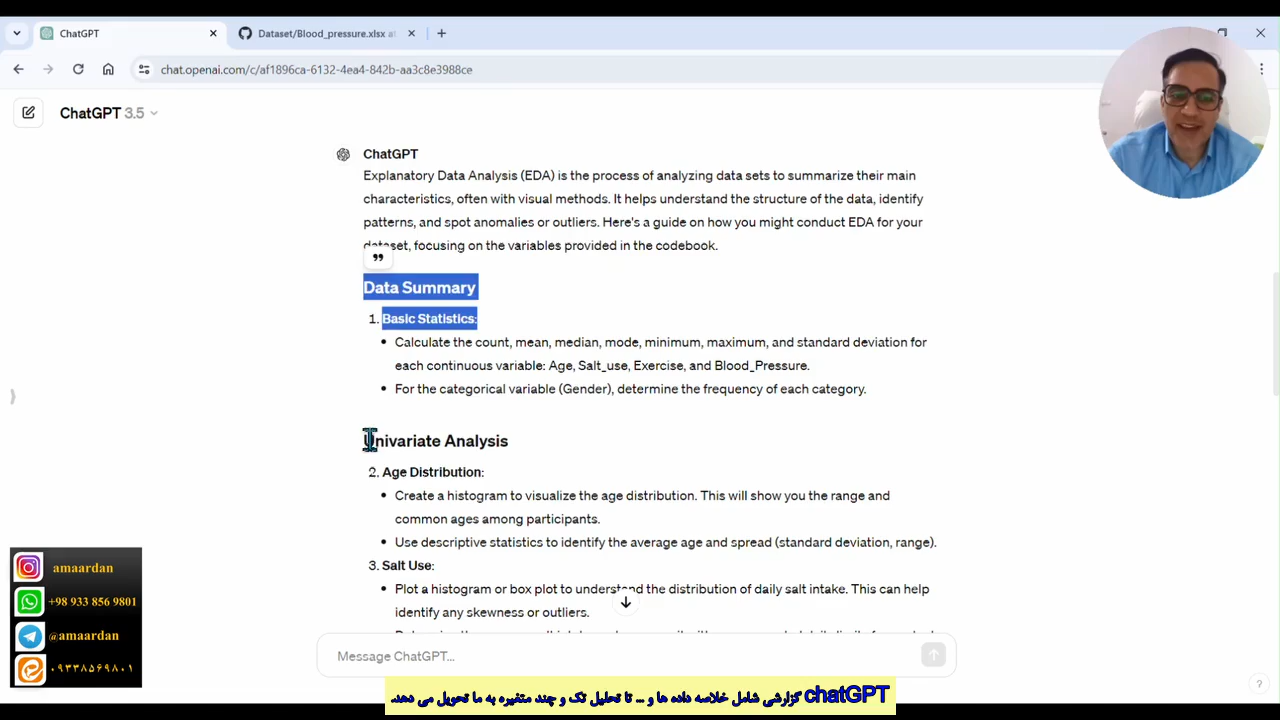 ChatGPT
Dataset/Blood_pressure.xlsx at
chat.openai.com/c/af1896ca-6132-4ea4-842b-aa3c8e3988ce
ChatGPT 3.5
ChatGPT
Explanatory Data Analysis (EDA) is the process of analyzing data sets to summarize their main
characteristics, often with visual methods. It helps understand the structure of the data, identify
patterns, and spot anomalies or outliers. Here's a guide on how you might conduct EDA for your
dataset, focusing on the variables provided in the codebook.
Data Summary
1. Basic Statistics:
• Calculate the count, mean, median, mode, minimum, maximum, and standard deviation for
each continuous variable: Age, Salt_use, Exercise, and Blood_Pressure.
• For the categorical variable (Gender), determine the frequency of each category.
Univariate Analysis
2. Age Distribution:
• Create a histogram to visualize the age distribution. This will show you the range and
common ages among participants.
• Use descriptive statistics to identify the average age and spread (standard deviation, range).
3. Salt Use:
• Plot a histogram or box plot to understand the distribution of daily salt intake. This can help
identify any skewness or outliers.
Message ChatGPT...
?
amaardan
+98 933 856 9801
@amaardan
۰۹۳۳۸۵۶۹۸۰۱
chatGPT گزارشی شامل خلاصه داده ها و ... تا تحلیل تک و چند متغیره به ما تحویل می دهد.